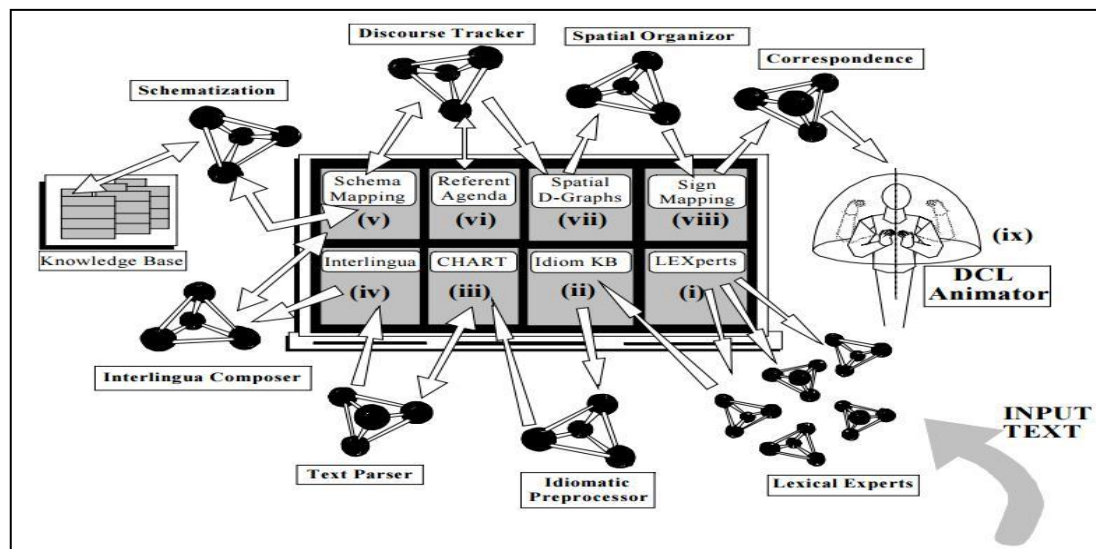 Discourse Tracker
Spatial Organizor
Correspondence
Schematization
Schema
Mapping
(v)
Referent
Agenda
(vi)
Spatial
D-Graphs
(vii)
Sign
Mapping
(viii)
(ix)
Knowledge Base
Interlingua
(iv)
CHART
(iii)
Idiom KB
(ii)
LEXperts
(i)
DCL
Animator
Interlingua Composer
INPUT
TEXT
Text Parser
Idiomatic
Preprocessor
Lexical Experts